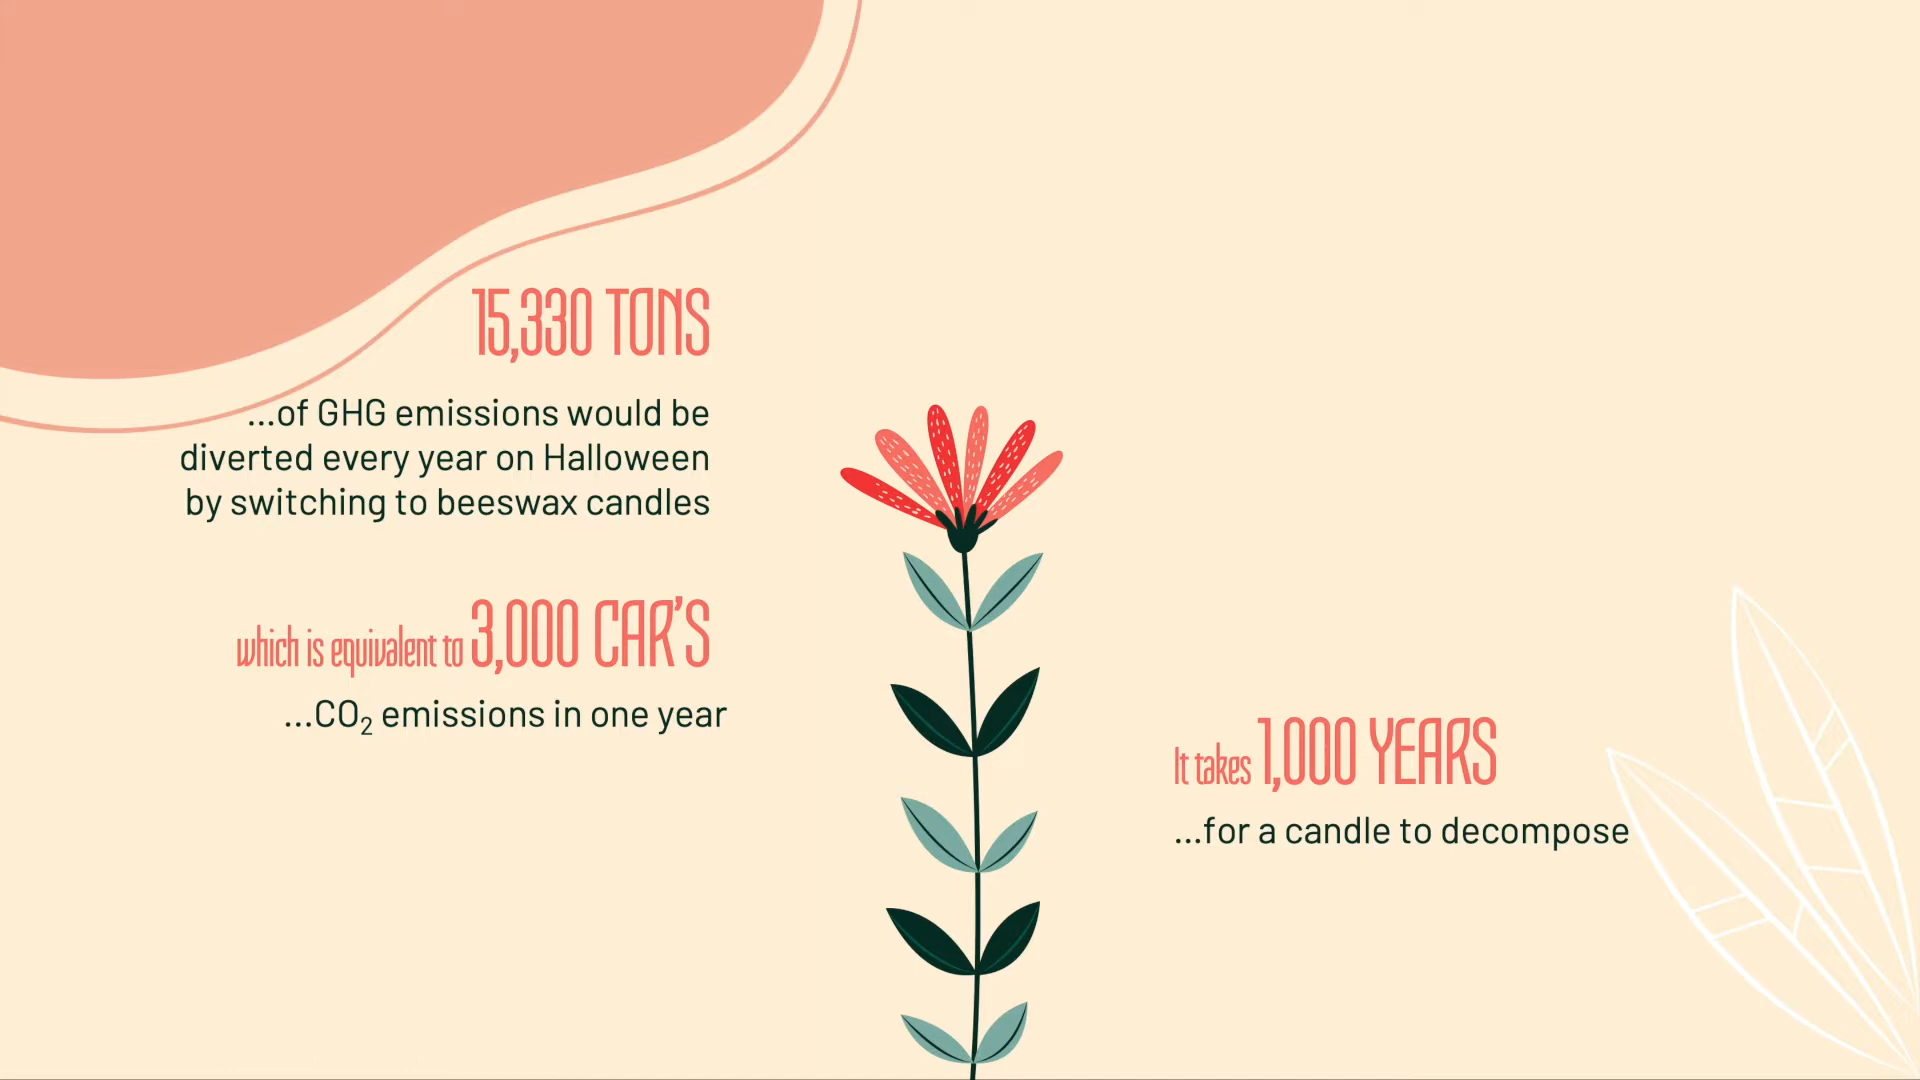 15,330 TONS
...of GHG emissions would be
diverted every year on Halloween
by switching to beeswax candles
which is equivalent to 3,000 CAR'S
...CO₂ emissions in one year
It takes 1,000 YEARS
...for a candle to decompose